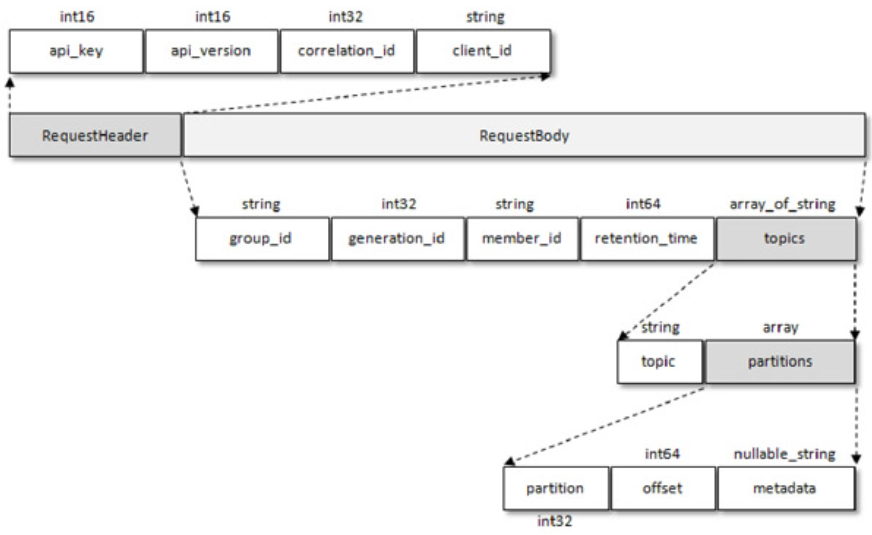 int16 int16 int32 string
api_key api_version correlation_id client_id
RequestHeader RequestBody
string int32 string int64 array_of_string
group_id generation_id member_id retention_time topics
string array
topic partitions
int64 nullable_string
partition offset metadata
int32